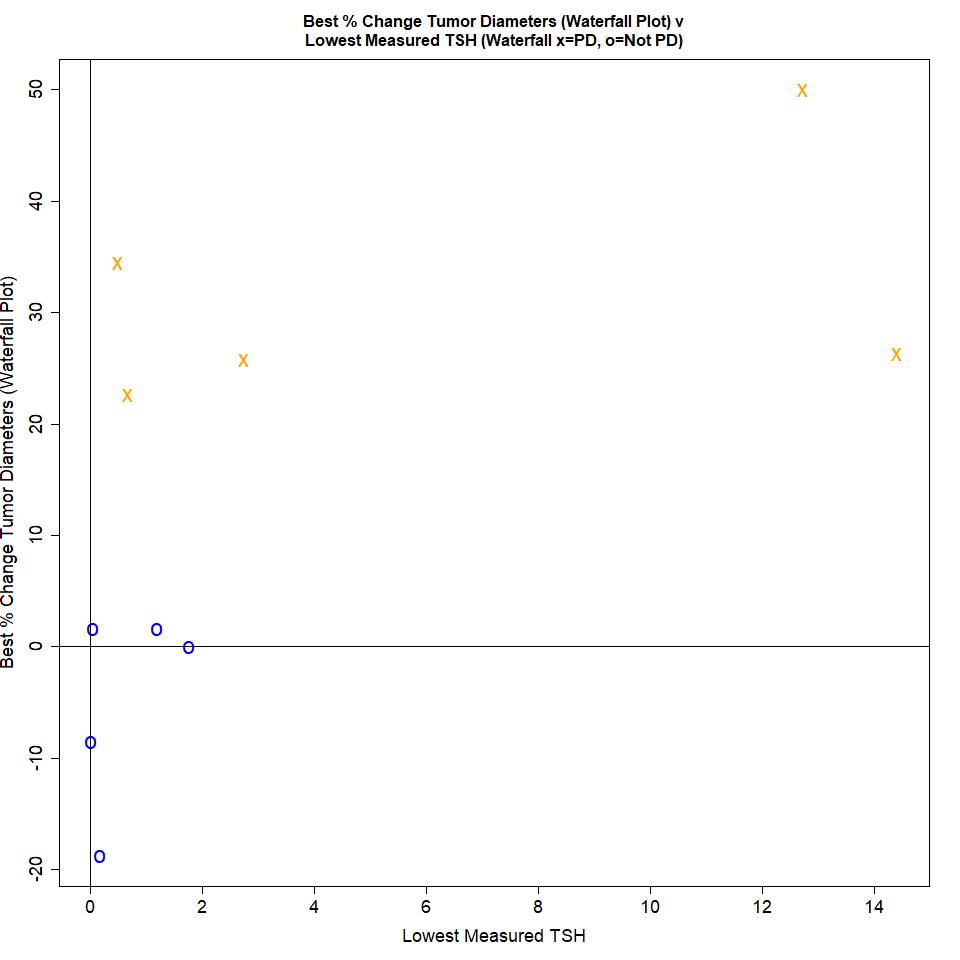 Best % Change Tumor Diameters (Waterfall Plot) v
Lowest Measured TSH (Waterfall x=PD, o=Not PD)
Best % Change Tumor Diameters (Waterfall Plot)
50
40
30
20
10
0
-10
-20
X
X
X
X
X
O
O
O
O
O
0 2 4 6 8 10 12 14
Lowest Measured TSH